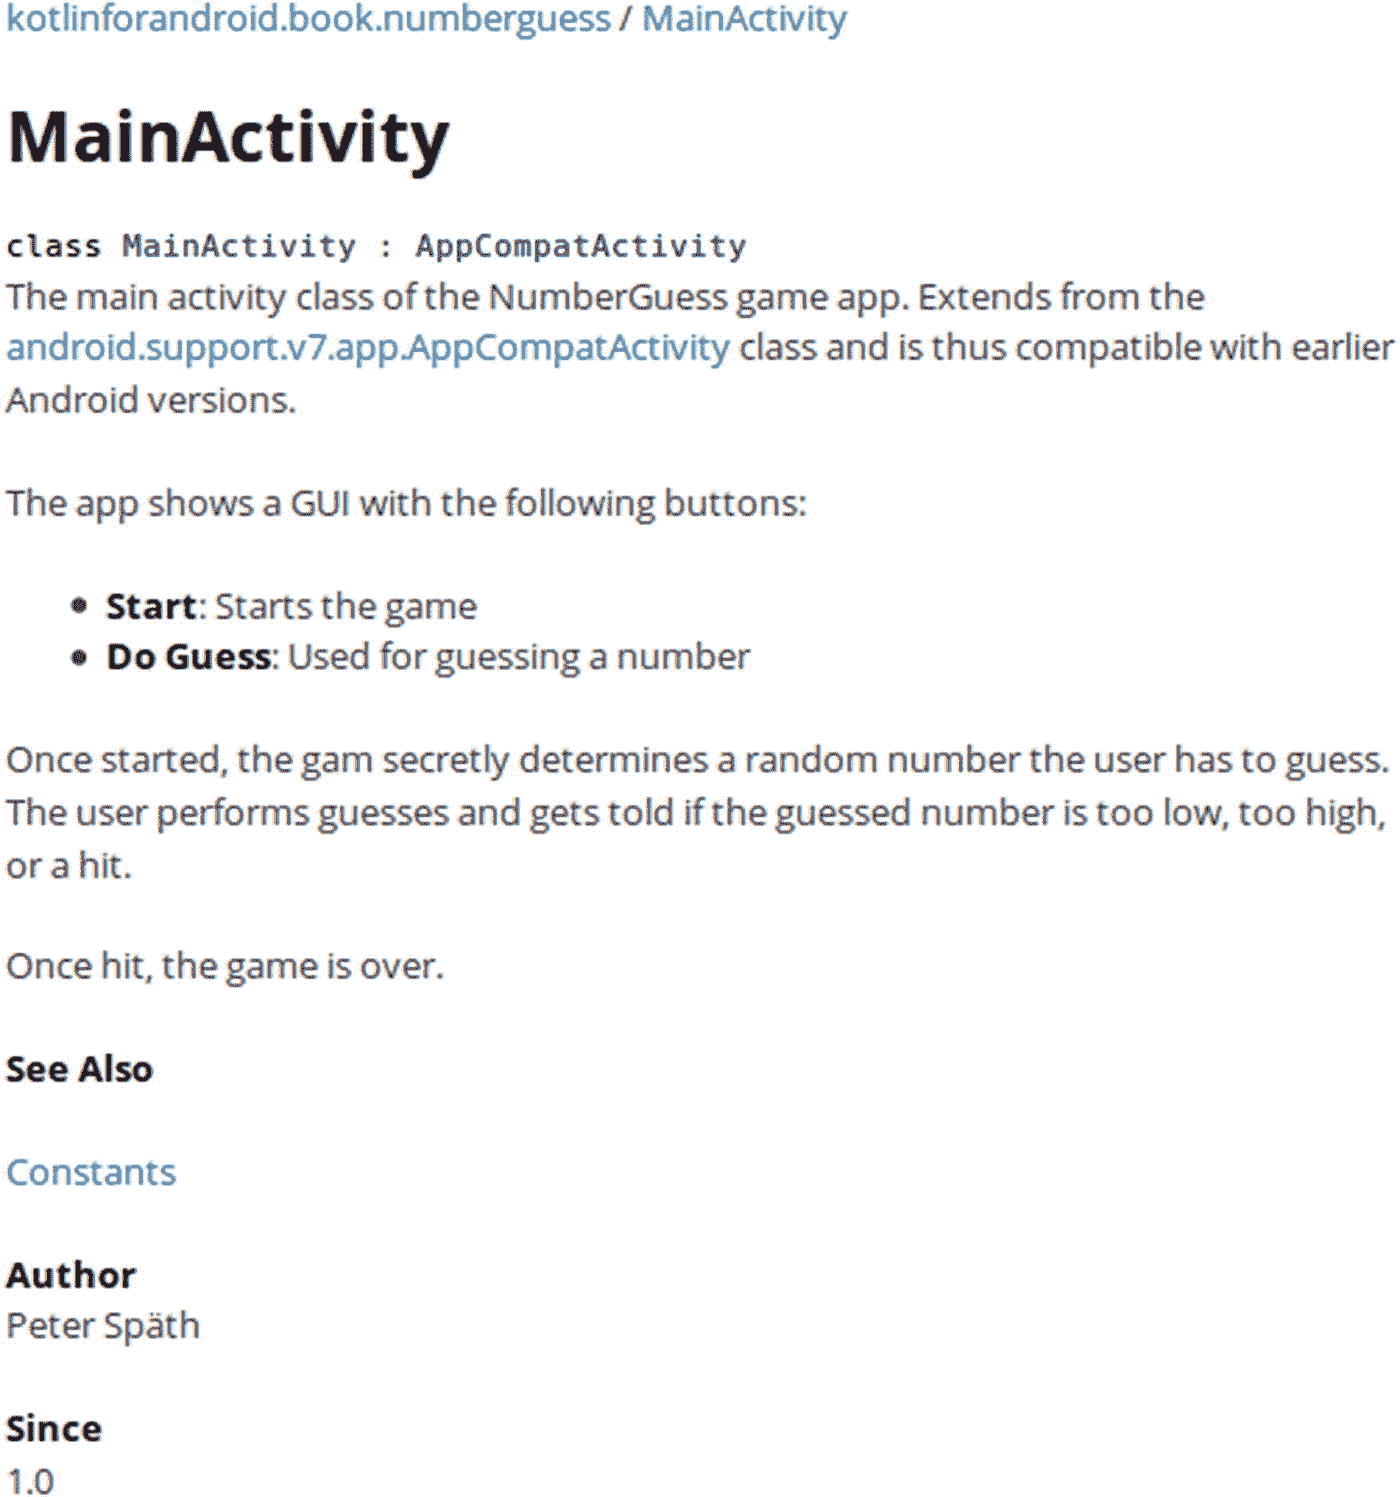 kotlinforandroid.book.numberguess / MainActivity
MainActivity
class MainActivity : AppCompatActivity
The main activity class of the NumberGuess game app. Extends from the
android.support.v7.app.AppCompatActivity class and is thus compatible with earlier
Android versions.
The app shows a GUI with the following buttons:
• Start: Starts the game
• Do Guess: Used for guessing a number
Once started, the gam secretly determines a random number the user has to guess.
The user performs guesses and gets told if the guessed number is too low, too high,
or a hit.
Once hit, the game is over.
See Also
Constants
Author
Peter Späth
Since
1.0